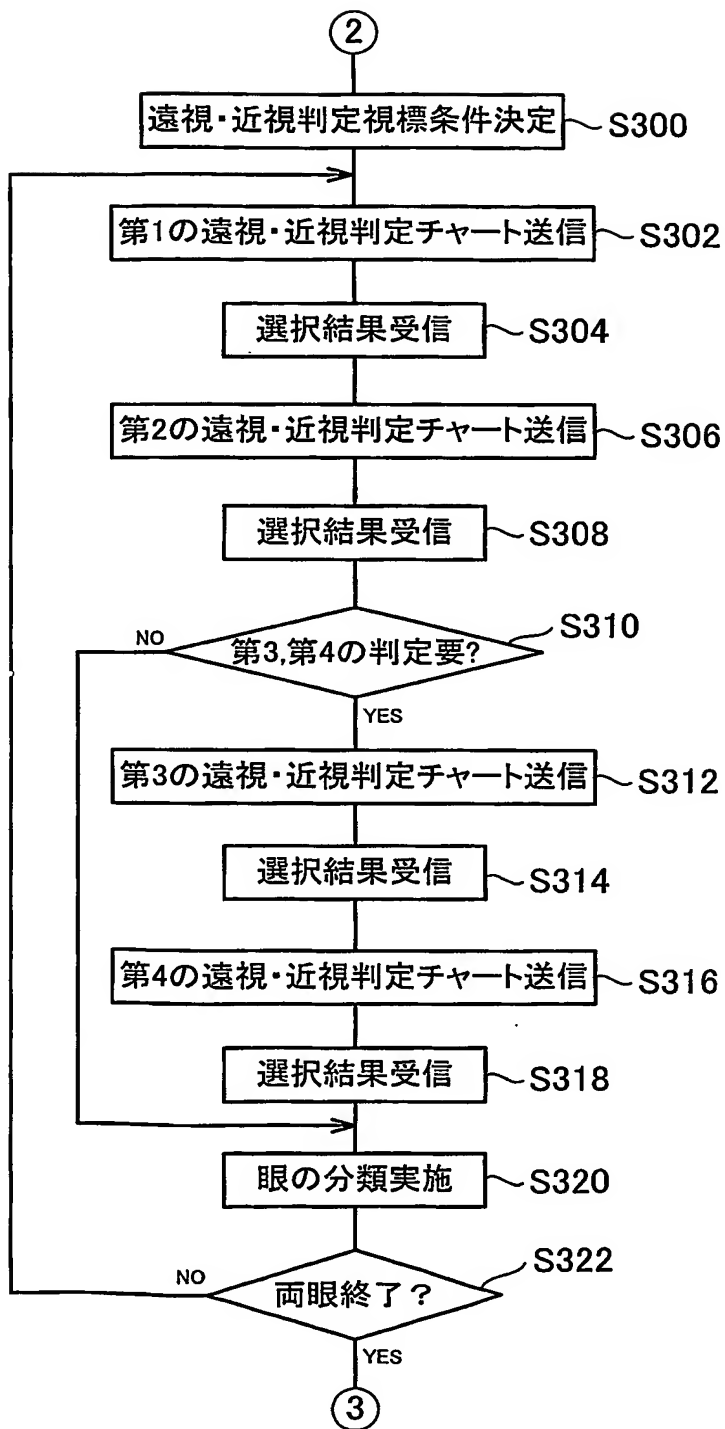 ②
遠視・近視判定視標条件決定 S300
第1の遠視・近視判定チャート送信 S302
選択結果受信 S304
第2の遠視・近視判定チャート送信 S306
選択結果受信 S308
S310
NO 第3,第4の判定要?
YES
第3の遠視・近視判定チャート送信 S312
選択結果受信 S314
第4の遠視・近視判定チャート送信 S316
選択結果受信 S318
眼の分類実施 S320
S322
NO 両眼終了?
YES
③